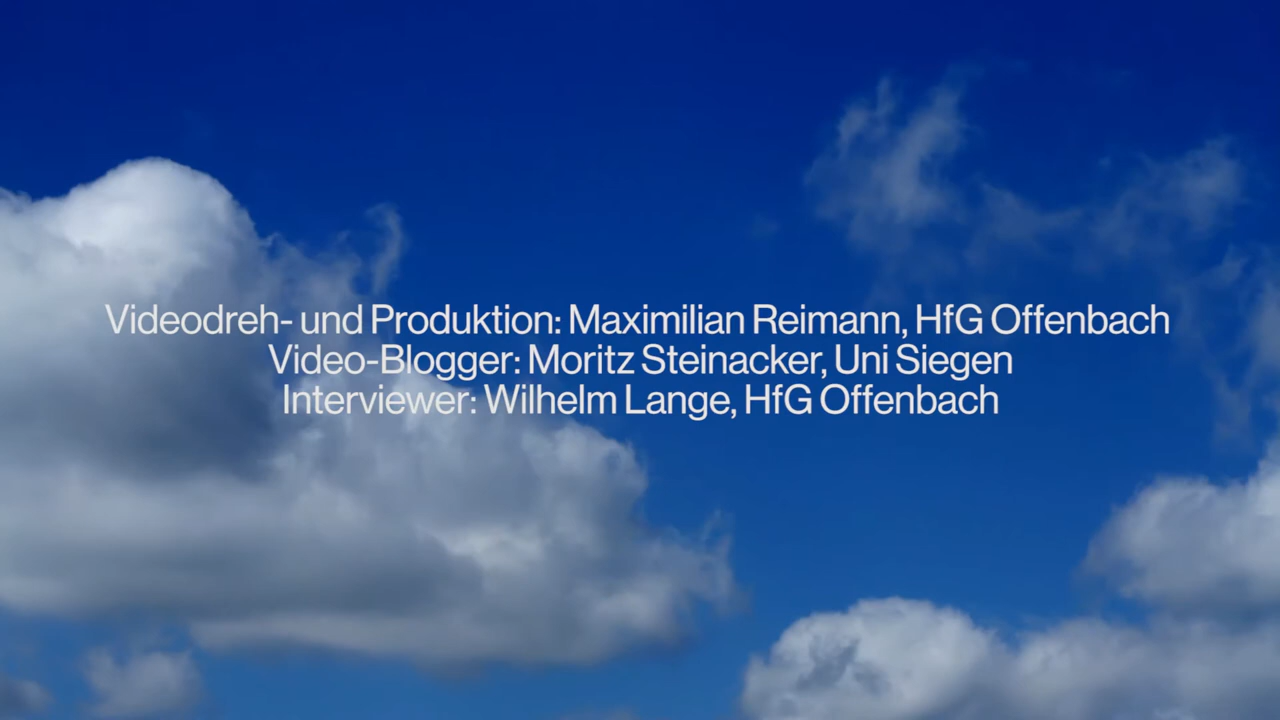 Videodreh- und Produktion: Maximilian Reimann, HfG Offenbach
Video-Blogger: Moritz Steinacker, Uni Siegen
Interviewer: Wilhelm Lange, HfG Offenbach